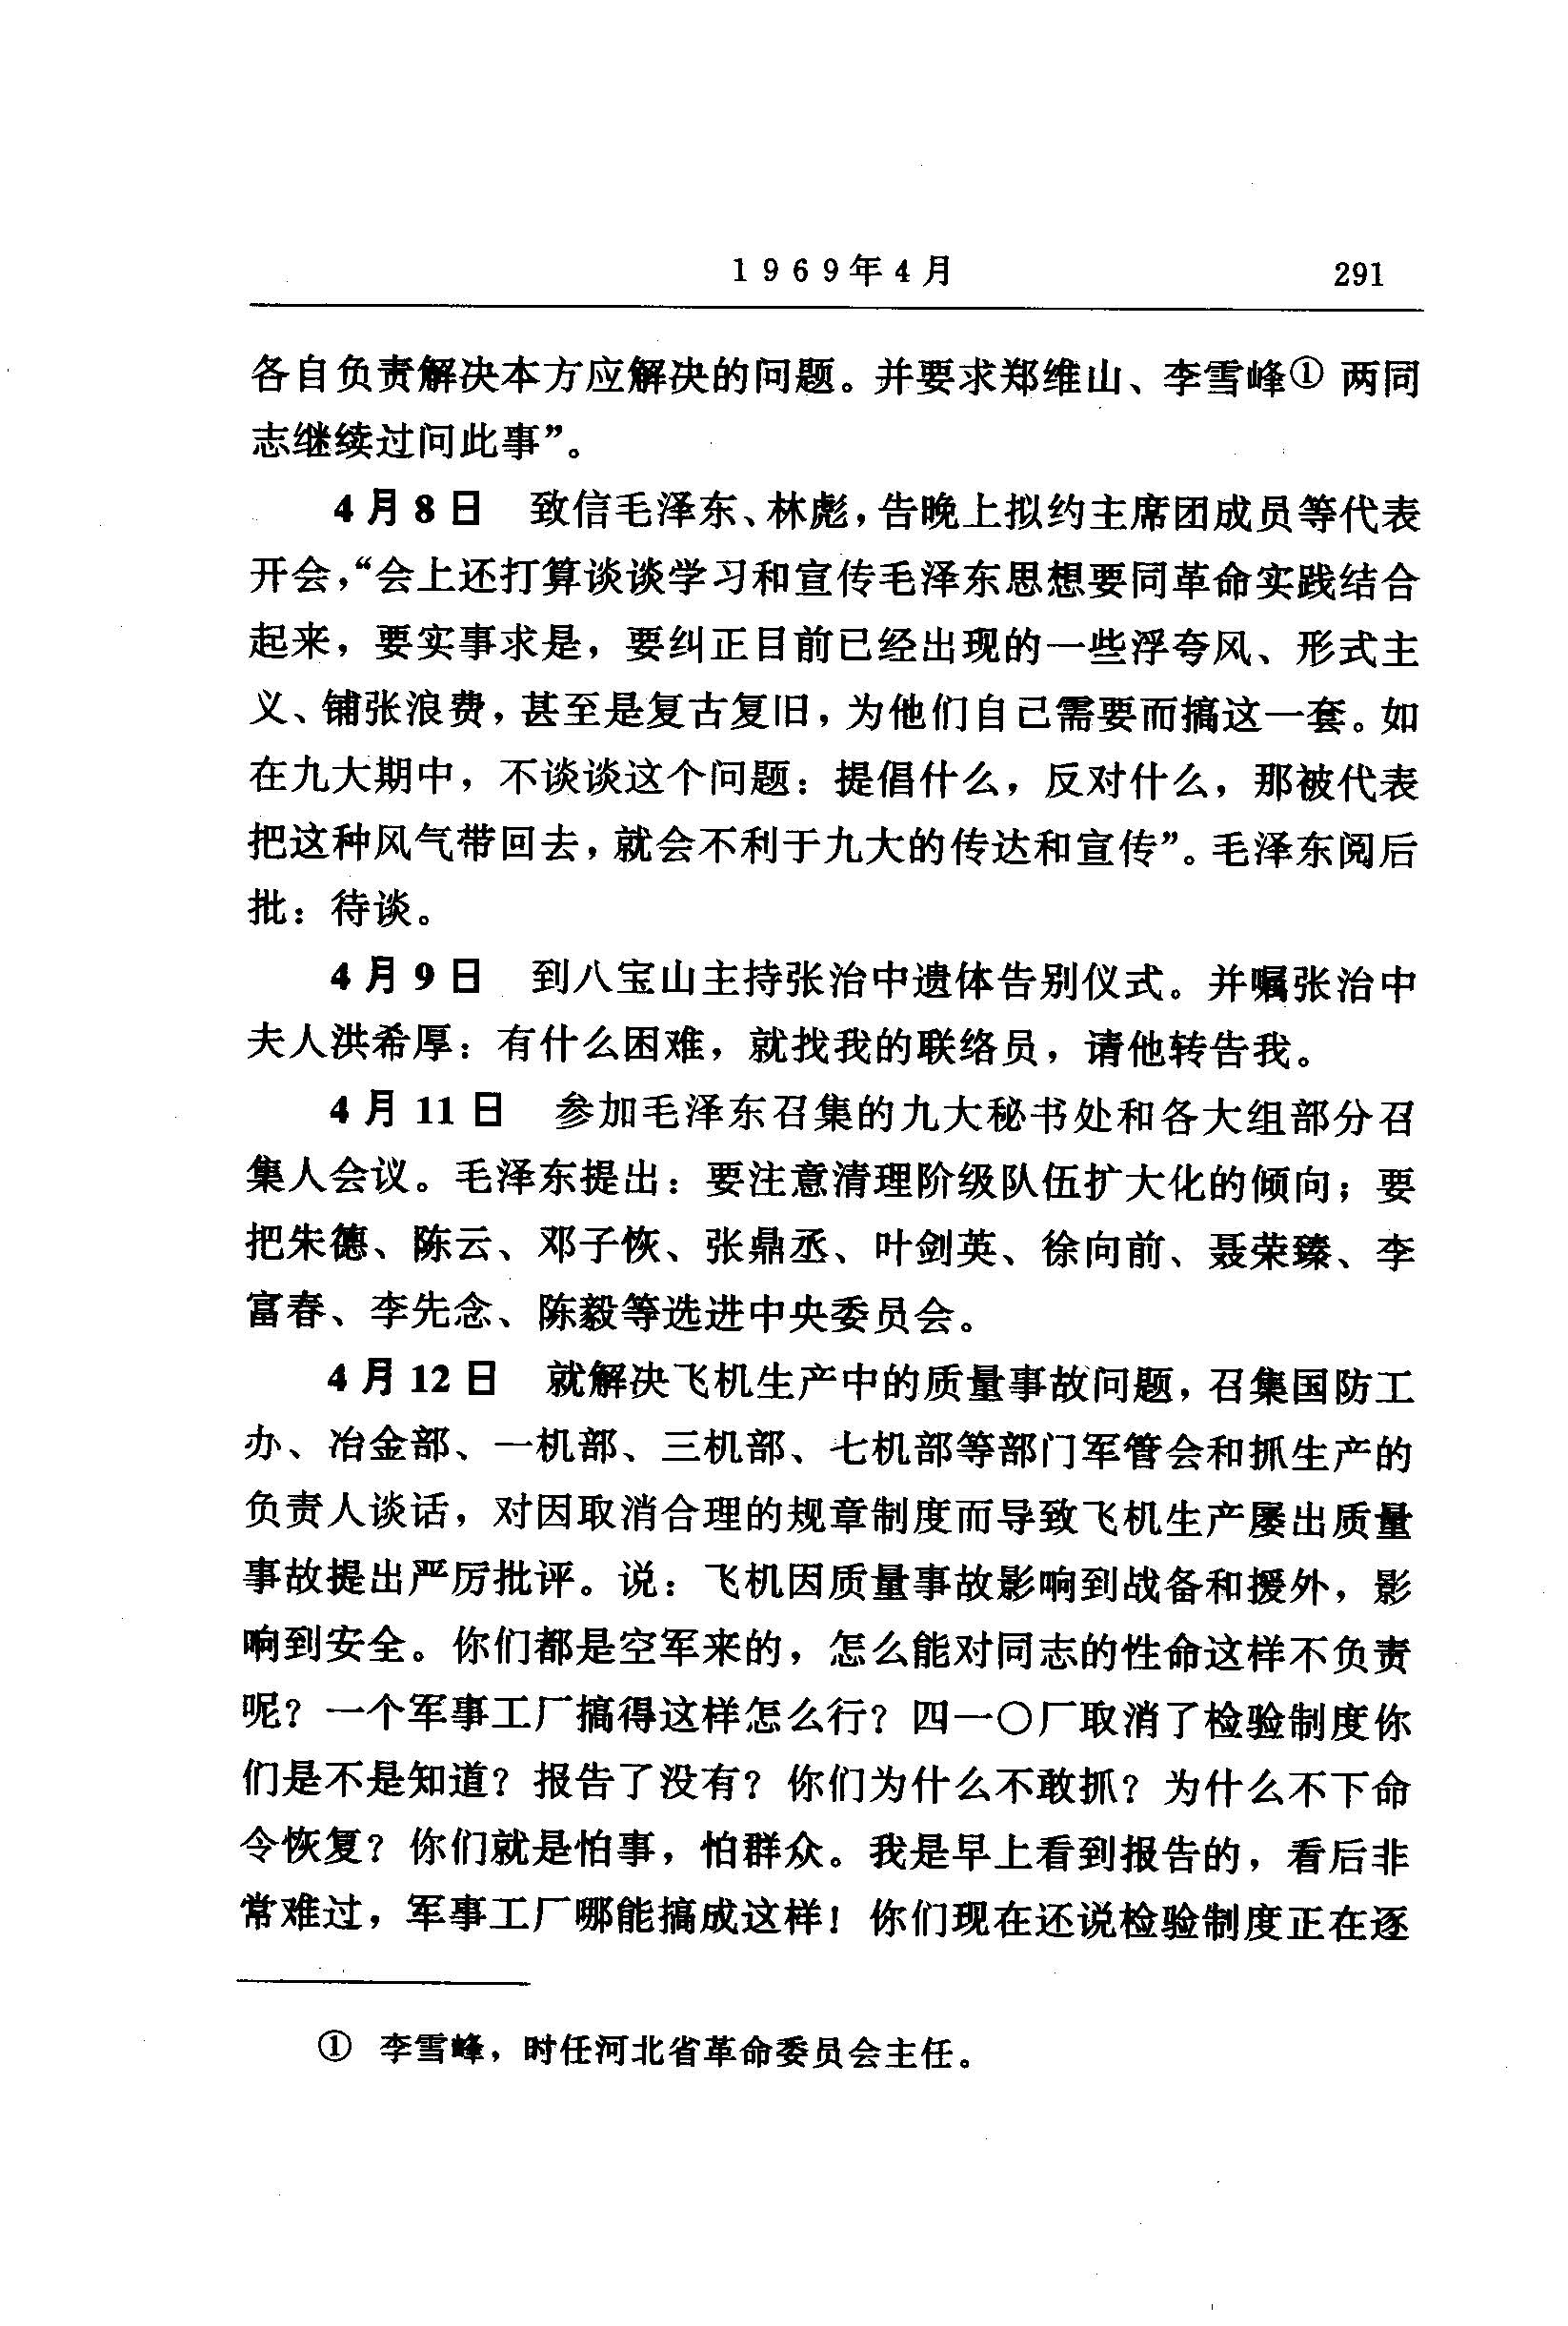 1969年4月 291
各自负责解决本方应解决的问题。并要求郑维山、李雪峰① 两同
志继续过问此事”。
4月8日 致信毛泽东、林彪，告晚上拟约主席团成员等代表
开会，“会上还打算谈谈学习和宣传毛泽东思想要同革命实践结合
起来，要实事求是，要纠正目前已经出现的一些浮夸风、形式主
义、铺张浪费，甚至是复古复旧，为他们自己需要而搞这一套。如
在九大期中，不谈谈这个问题：提倡什么，反对什么，那被代表
把这种风气带回去，就会不利于九大的传达和宣传”。毛泽东阅后
批：待谈。
4月9日 到八宝山主持张治中遗体告别仪式。并嘱张治中
夫人洪希厚：有什么困难，就找我的联络员，请他转告我。
4月11日 参加毛泽东召集的九大秘书处和各大组部分召
集人会议。毛泽东提出：要注意清理阶级队伍扩大化的倾向；要
把朱德、陈云、邓子恢、张鼎丞、叶剑英、徐向前、聂荣臻、李
富春、李先念、陈毅等选进中央委员会。
4月12日 就解决飞机生产中的质量事故问题，召集国防工
办、冶金部、一机部、三机部、七机部等部门军管会和抓生产的
负责人谈话，对因取消合理的规章制度而导致飞机生产屡出质量
事故提出严厉批评。说：飞机因质量事故影响到战备和援外，影
响到安全。你们都是空军来的，怎么能对同志的性命这样不负责
呢？一个军事工厂搞得这样怎么行？四一〇厂取消了检验制度你
们是不是知道？报告了没有？你们为什么不敢抓？为什么不下命
令恢复？你们就是怕事，怕群众。我是早上看到报告的，看后非
常难过，军事工厂哪能搞成这样！你们现在还说检验制度正在逐
① 李雪峰，时任河北省革命委员会主任。